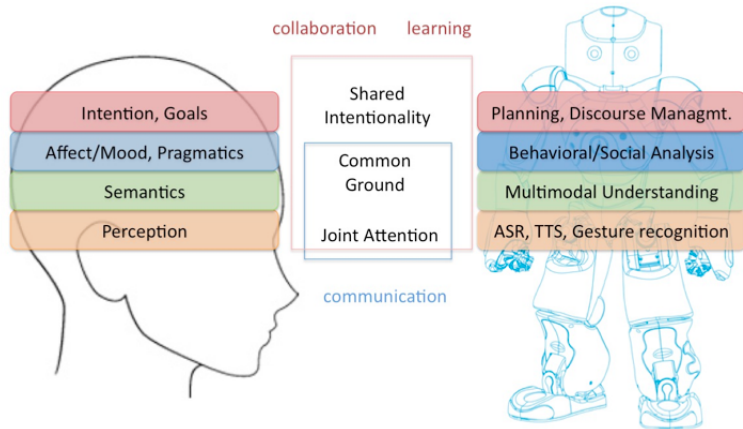 collaboration learning
Intention, Goals
Affect/Mood, Pragmatics
Semantics
Perception
Shared
Intentionality
Common
Ground
Joint Attention
communication
Planning, Discourse Managmt.
Behavioral/Social Analysis
Multimodal Understanding
ASR, TTS, Gesture recognition